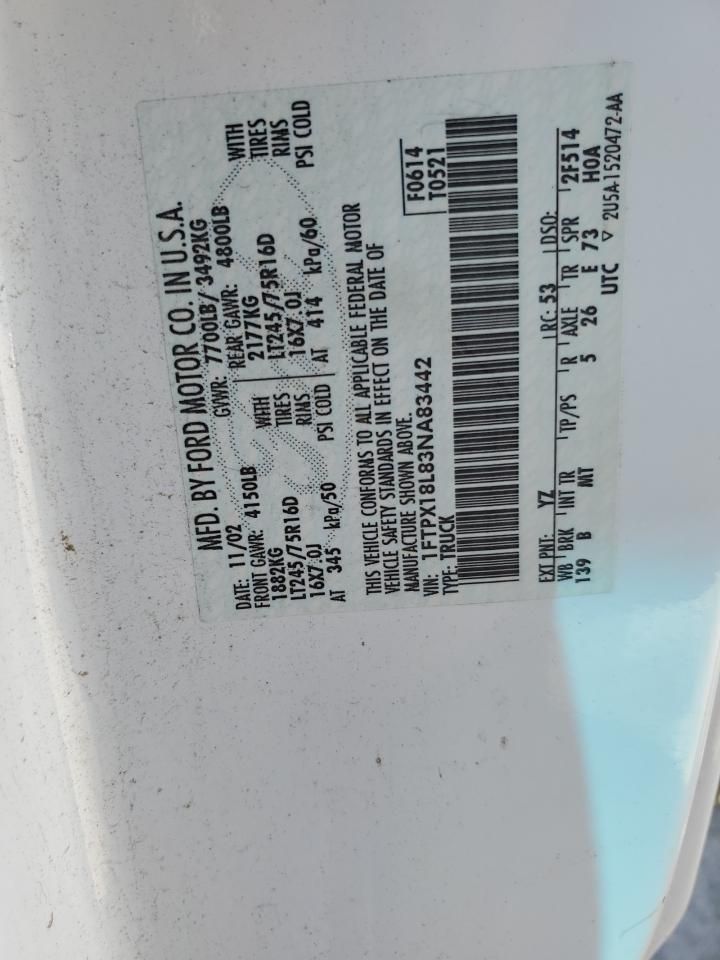 MFD. BY FORD MOTOR CO. IN U.S.A.
DATE: 11/02 GVWR: 7700LB/ 3492KG
FRONT GAWR: 4150LB REAR GAWR: 4800LB
1882KG WITH 2177KG WITH
LT245/75R16D TIRES LT245/75R16D TIRES
16X7.0J RIMS 16X7.0J RIMS
AT 345 kPa/50 PSI COLD AT 414 kPa/60 PSI COLD
THIS VEHICLE CONFORMS TO ALL APPLICABLE FEDERAL MOTOR
VEHICLE SAFETY STANDARDS IN EFFECT ON THE DATE OF
MANUFACTURE SHOWN ABOVE.
VIN: 1FTPX18L83NA83442 F0614
TYPE: TRUCK T0521
EXT PNT: YZ RC: 53 DSO:
WB BRK INT TR TP/PS R AXLE TR SPR 2F514
139 B MT 5 26 E 73 H0A
UTC ▽ 2U5A-1520472-AA